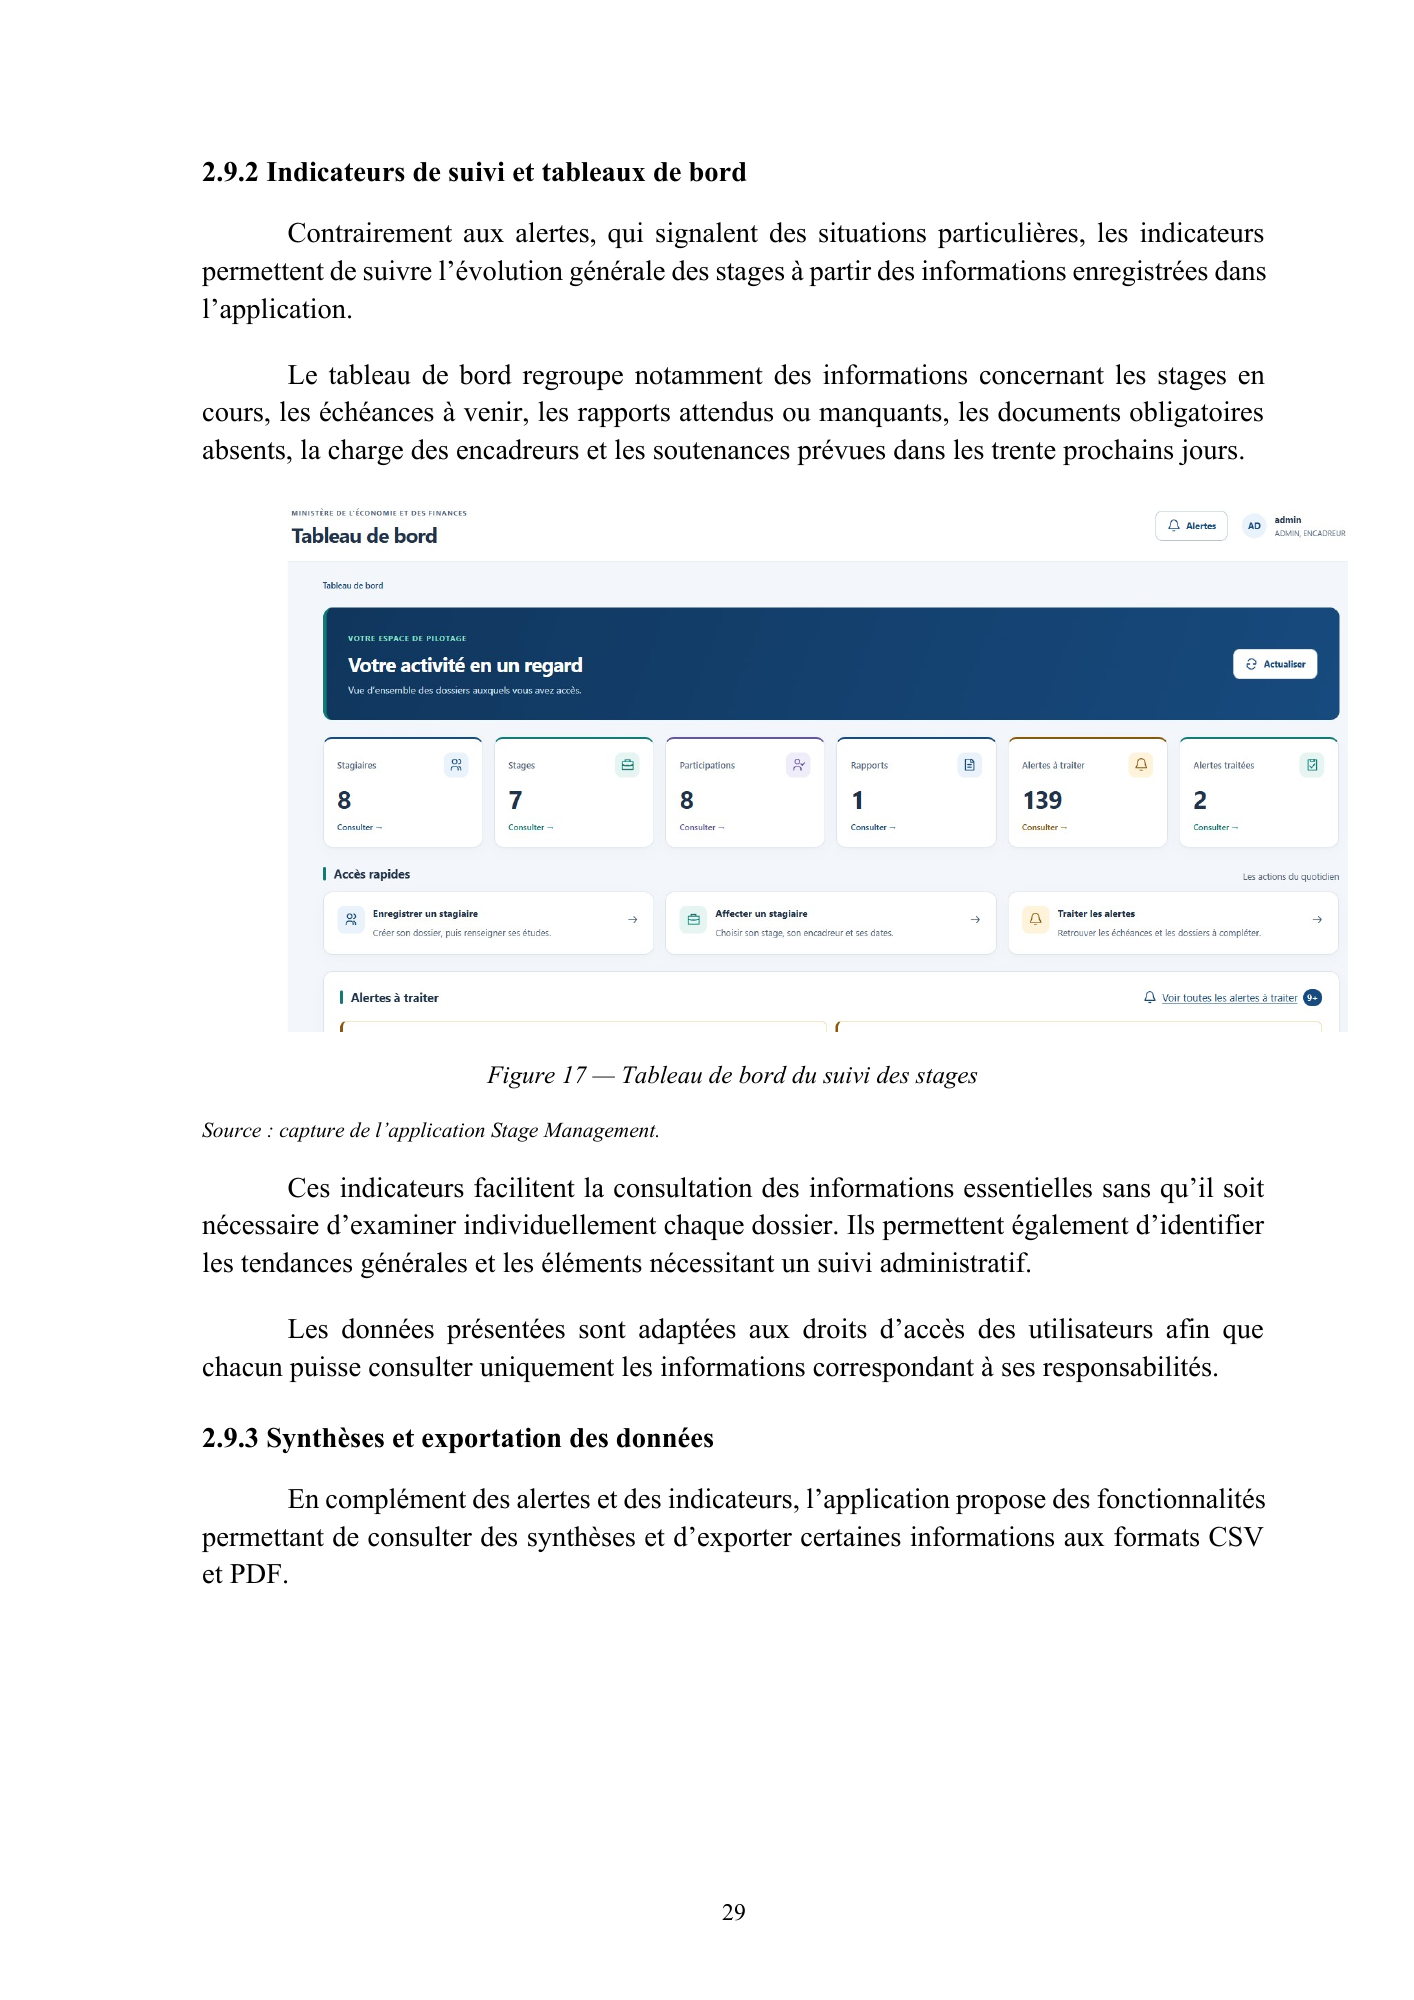 2.9.2 Indicateurs de suivi et tableaux de bord
Contrairement aux alertes, qui signalent des situations particulières, les indicateurs
permettent de suivre l’évolution générale des stages à partir des informations enregistrées dans
l’application.
Le tableau de bord regroupe notamment des informations concernant les stages en
cours, les échéances à venir, les rapports attendus ou manquants, les documents obligatoires
absents, la charge des encadreurs et les soutenances prévues dans les trente prochains jours.
MINISTÈRE DE L'ÉCONOMIE ET DES FINANCES
Tableau de bord
Alertes
AD
admin
ADMIN, ENCADREUR
Tableau de bord
VOTRE ESPACE DE PILOTAGE
Votre activité en un regard
Vue d'ensemble des dossiers auxquels vous avez accès.
Actualiser
Stagiaires
8
Consulter →
Stages
7
Consulter →
Participations
8
Consulter →
Rapports
1
Consulter →
Alertes à traiter
139
Consulter →
Alertes traitées
2
Consulter →
Accès rapides
Les actions du quotidien
Enregistrer un stagiaire
Créer son dossier, puis renseigner ses études.
→
Affecter un stagiaire
Choisir son stage, son encadreur et ses dates.
→
Traiter les alertes
Retrouver les échéances et les dossiers à compléter.
→
Alertes à traiter
Voir toutes les alertes à traiter 9+
Figure 17 — Tableau de bord du suivi des stages
Source : capture de l’application Stage Management.
Ces indicateurs facilitent la consultation des informations essentielles sans qu’il soit
nécessaire d’examiner individuellement chaque dossier. Ils permettent également d’identifier
les tendances générales et les éléments nécessitant un suivi administratif.
Les données présentées sont adaptées aux droits d’accès des utilisateurs afin que
chacun puisse consulter uniquement les informations correspondant à ses responsabilités.
2.9.3 Synthèses et exportation des données
En complément des alertes et des indicateurs, l’application propose des fonctionnalités
permettant de consulter des synthèses et d’exporter certaines informations aux formats CSV
et PDF.
29